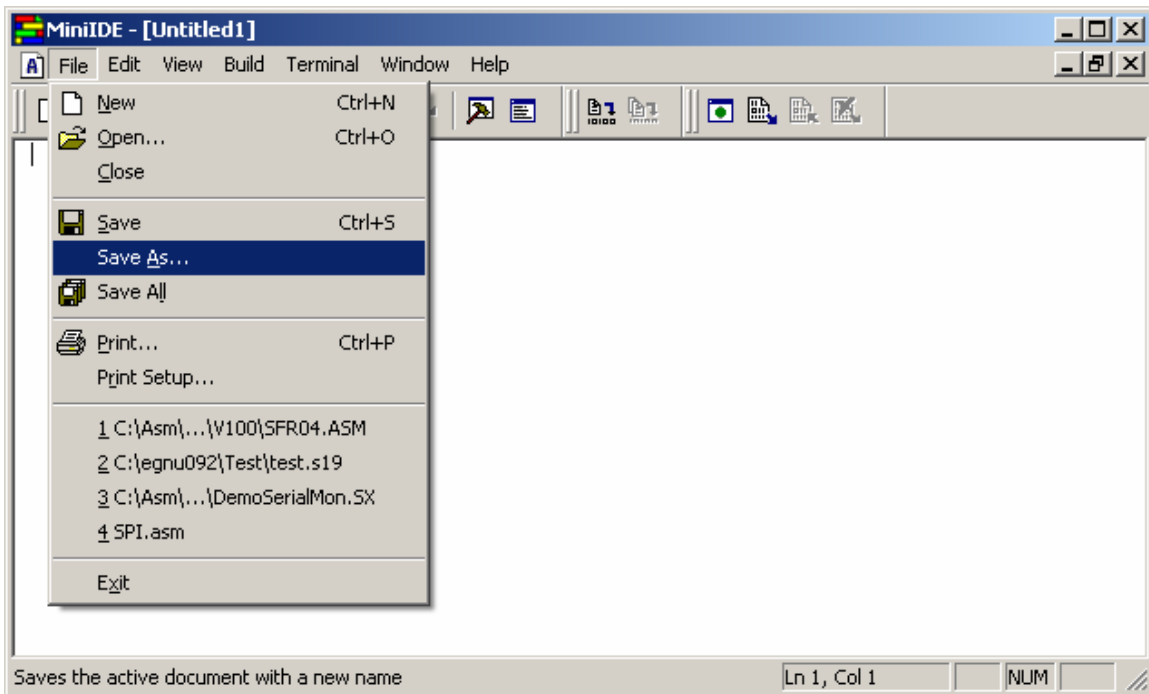 MiniIDE - [Untitled1]
File Edit View Build Terminal Window Help
New Ctrl+N
Open... Ctrl+O
Close
Save Ctrl+S
Save As...
Save All
Print... Ctrl+P
Print Setup...
1 C:\Asm\...\V100\SFR04.ASM
2 C:\egnu092\Test\test.s19
3 C:\Asm\...\DemoSerialMon.SX
4 SPI.asm
Exit
Saves the active document with a new name Ln 1, Col 1 NUM